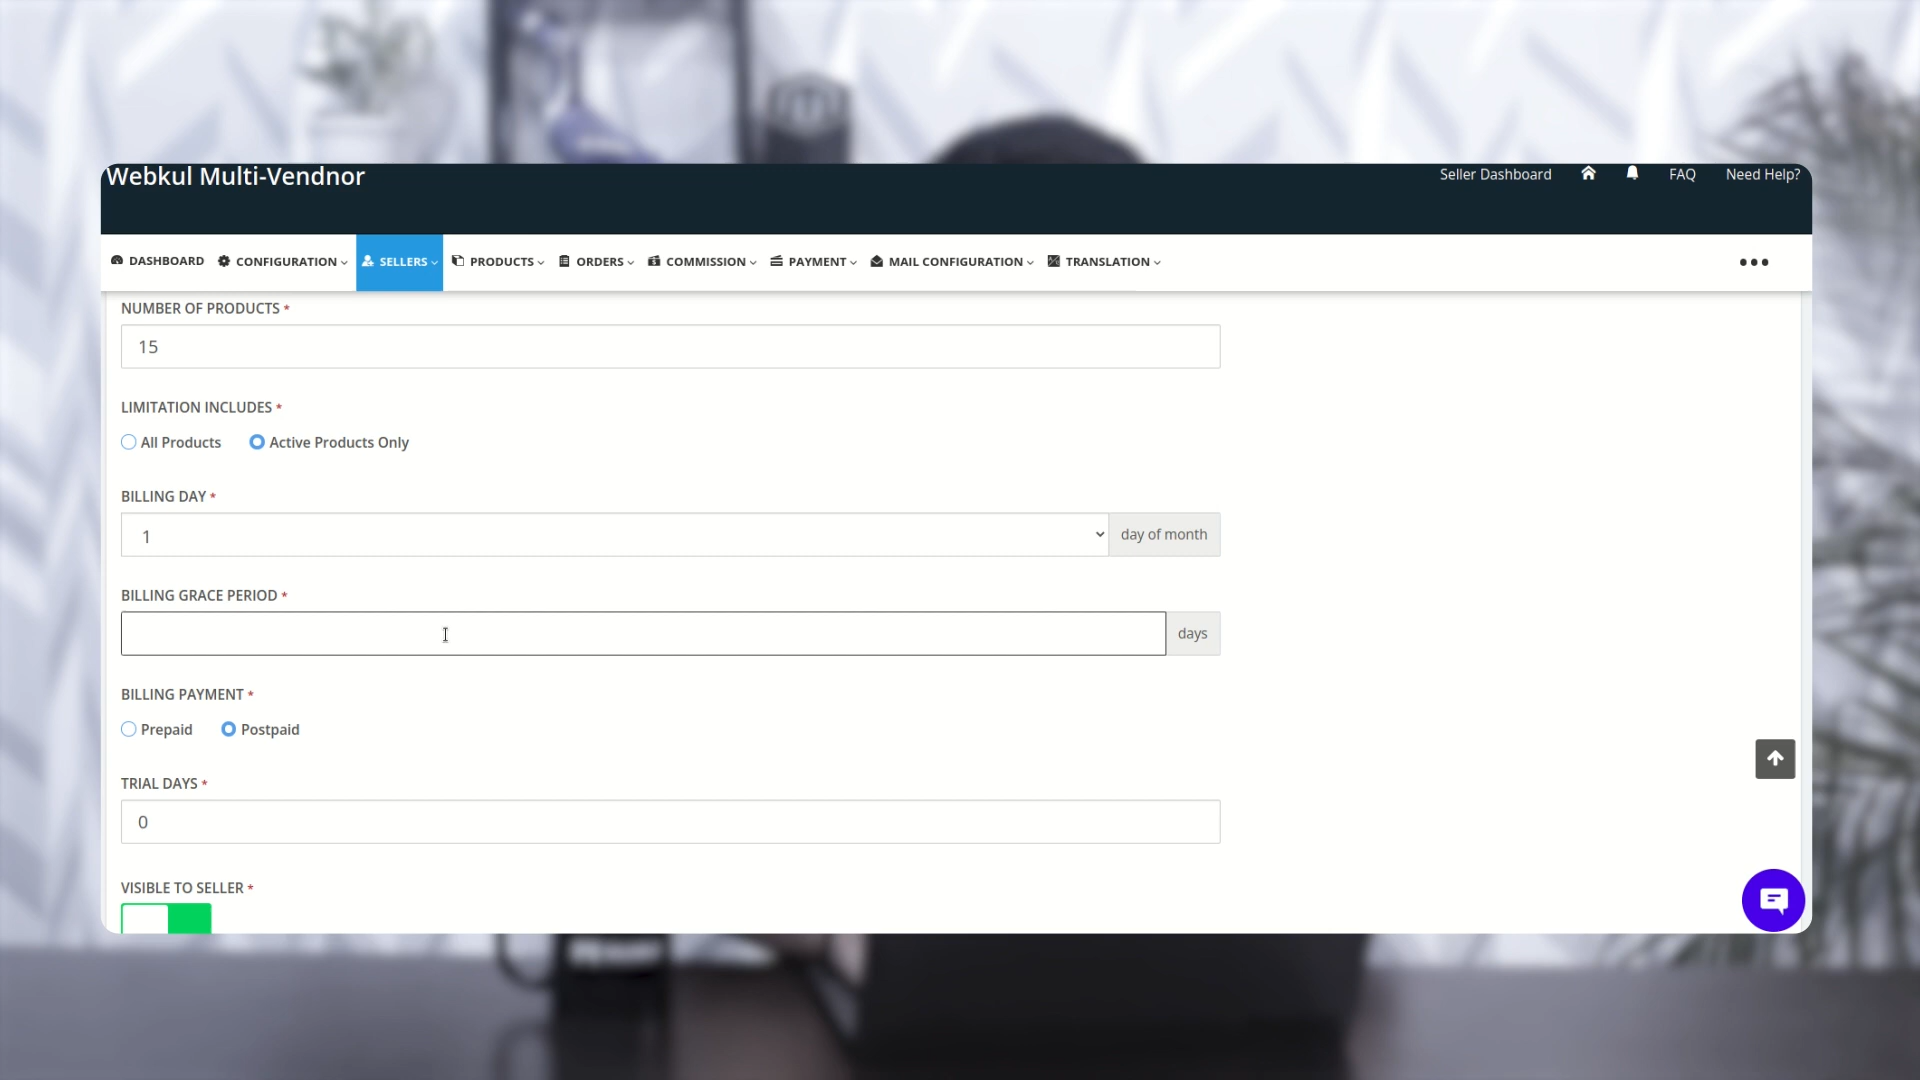 Webkul Multi-Vendnor
Seller Dashboard FAQ Need Help?
DASHBOARD CONFIGURATION SELLERS PRODUCTS ORDERS COMMISSION PAYMENT MAIL CONFIGURATION TRANSLATION
NUMBER OF PRODUCTS *
15
LIMITATION INCLUDES *
All Products Active Products Only
BILLING DAY *
1 day of month
BILLING GRACE PERIOD *
days
BILLING PAYMENT *
Prepaid Postpaid
TRIAL DAYS *
0
VISIBLE TO SELLER *